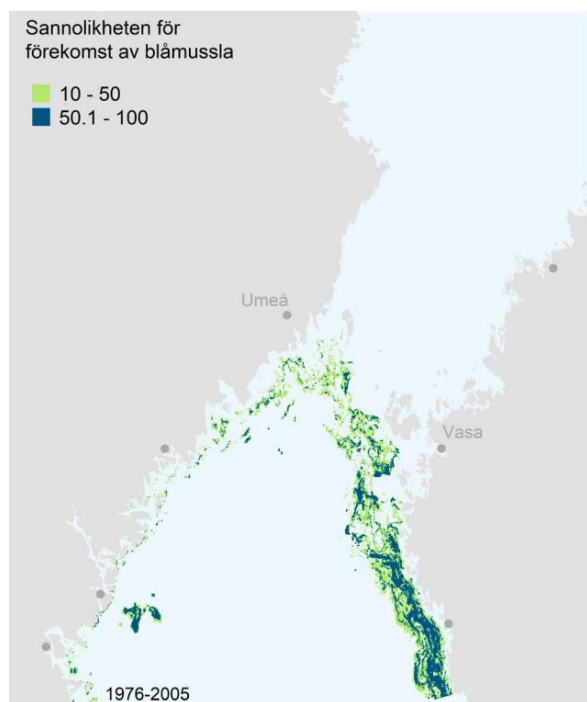 Sannolikheten för
förekomst av blåmussla
10 - 50
50.1 - 100
Umeå
Vasa
1976-2005